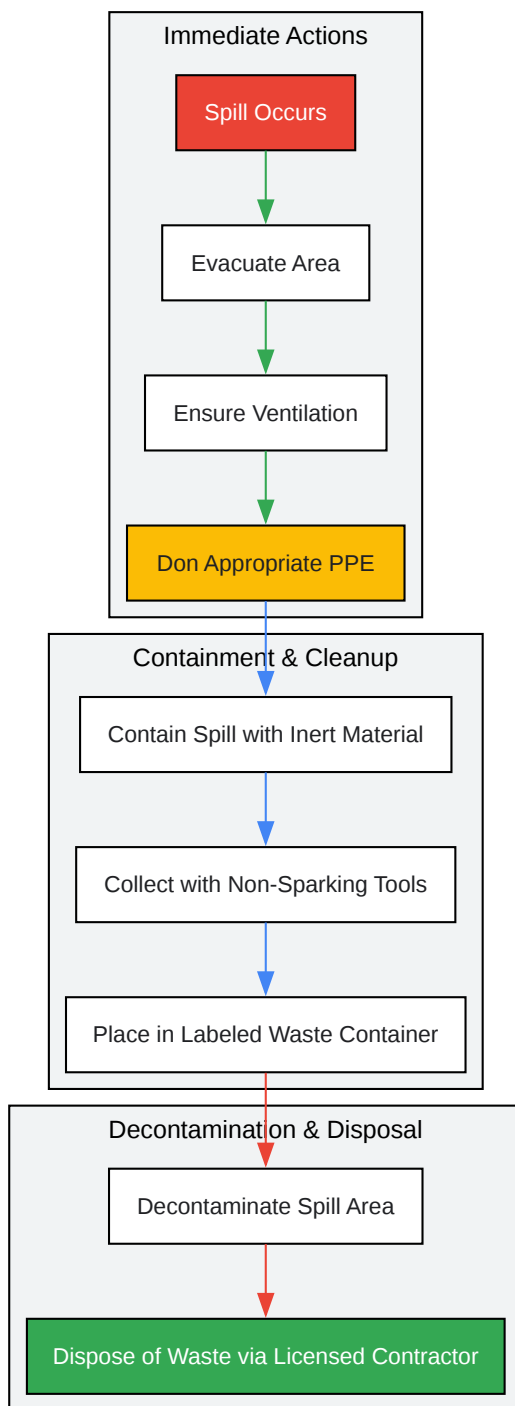 Immediate Actions
Spill Occurs
Evacuate Area
Ensure Ventilation
Don Appropriate PPE
Containment & Cleanup
Contain Spill with Inert Material
Collect with Non-Sparking Tools
Place in Labeled Waste Container
Decontamination & Disposal
Decontaminate Spill Area
Dispose of Waste via Licensed Contractor